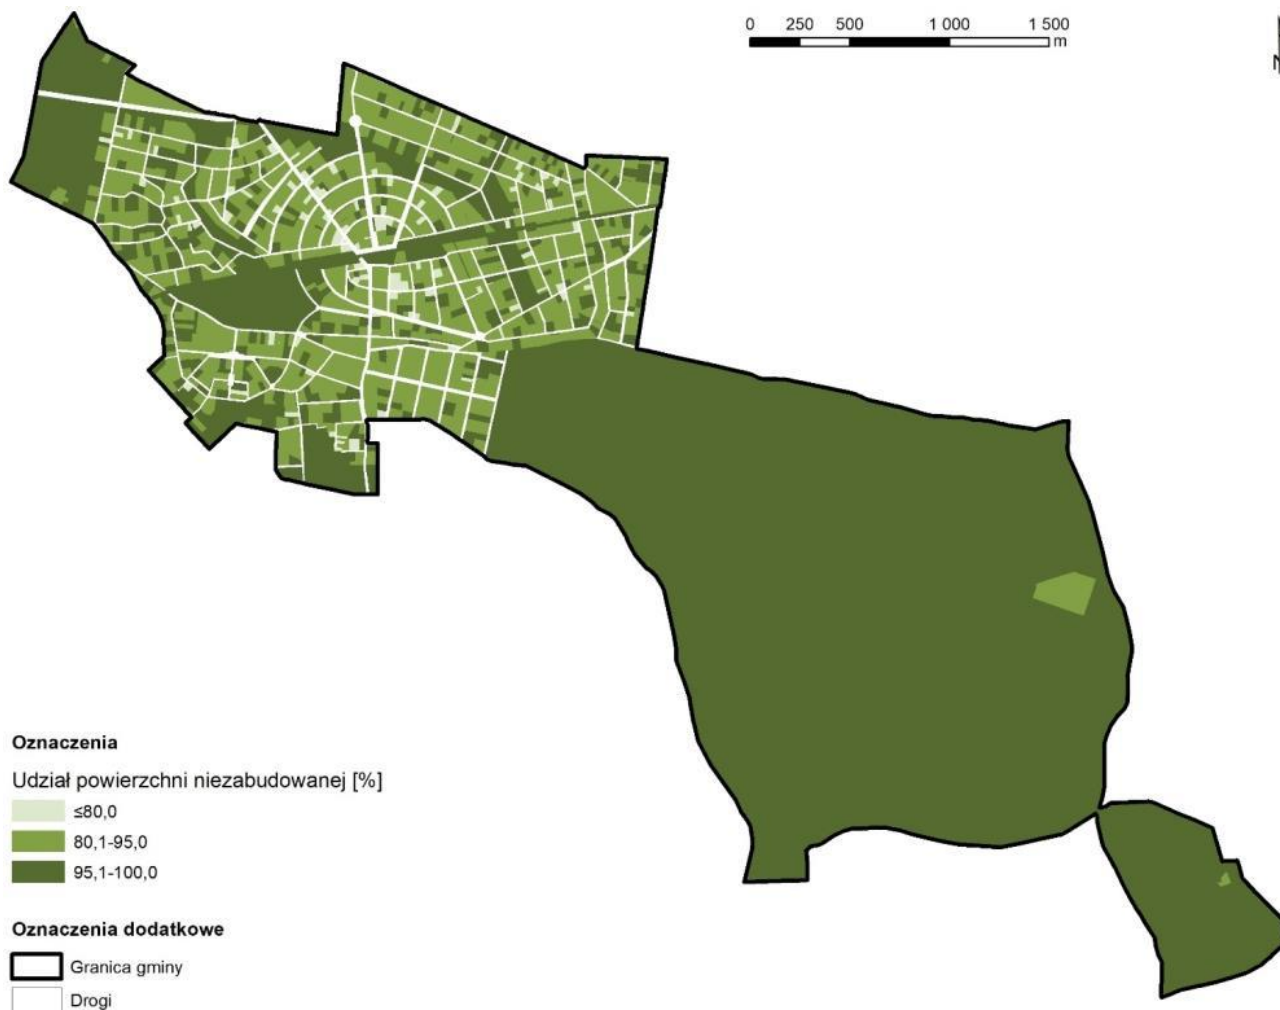 0 250 500 1 000 1 500
m
Oznaczenia
Udział powierzchni niezabudowanej [%]
≤80,0
80,1-95,0
95,1-100,0
Oznaczenia dodatkowe
Granica gminy
Drogi